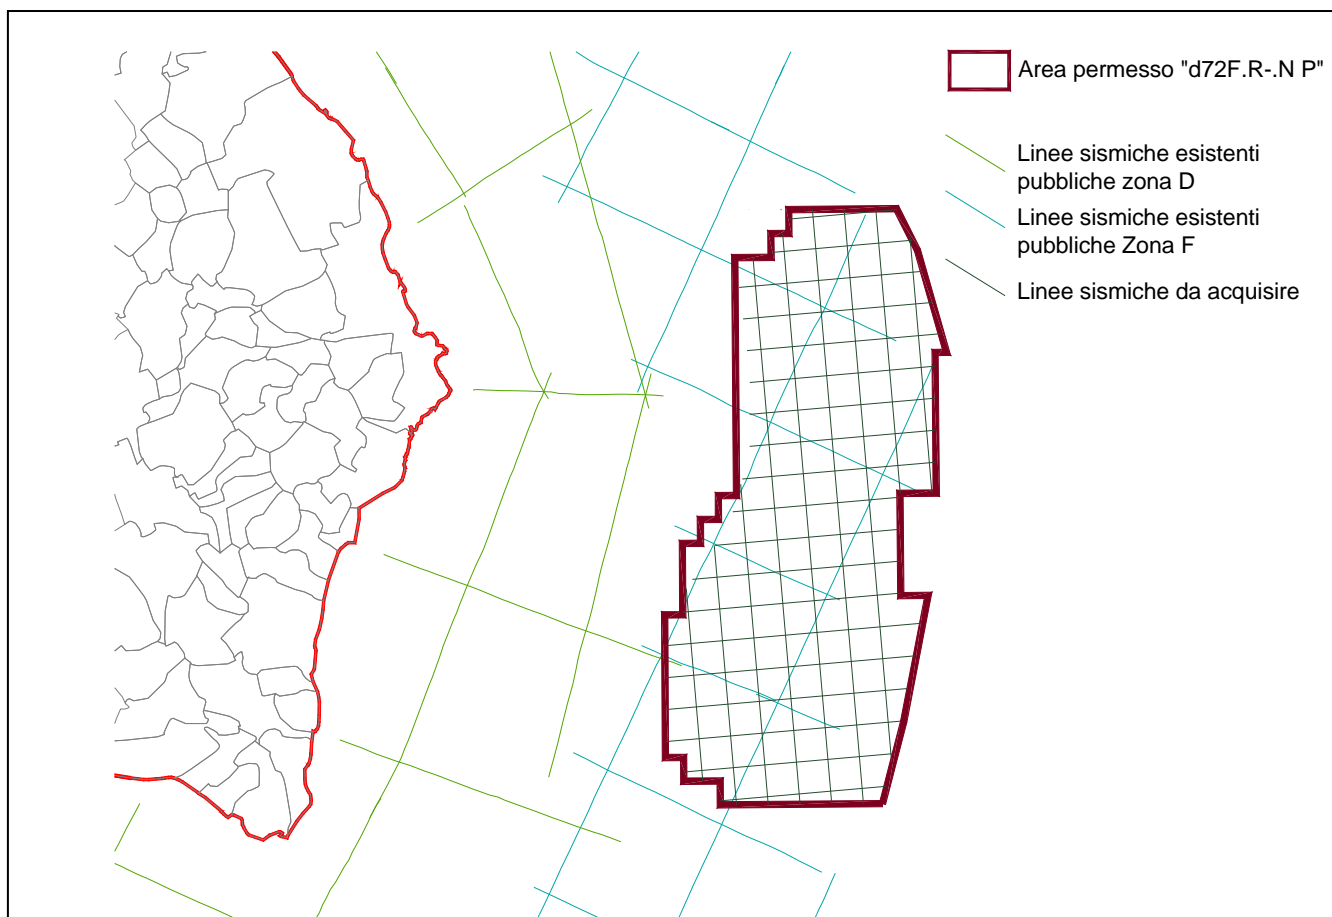 Area permesso "d72F.R-.N P"
Linee sismiche esistenti
pubbliche zona D
Linee sismiche esistenti
pubbliche Zona F
Linee sismiche da acquisire